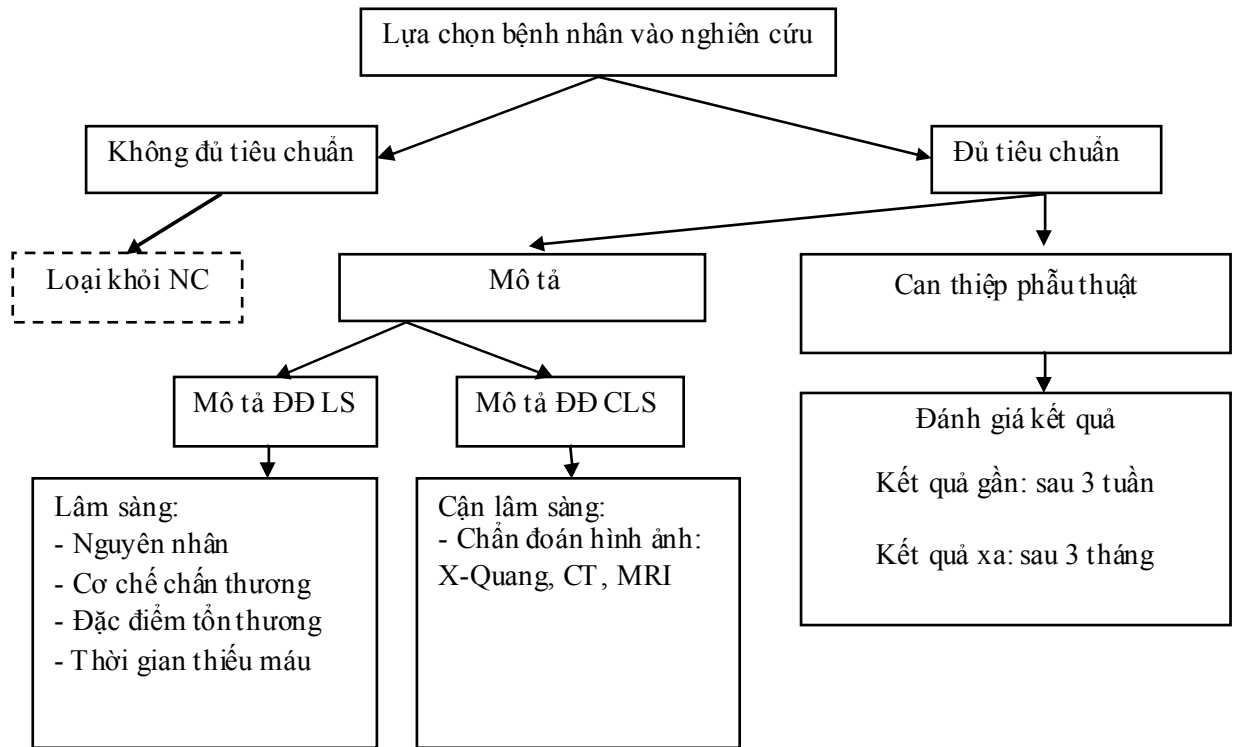 Lựa chọn bệnh nhân vào nghiên cứu
Không đủ tiêu chuẩn
Đủ tiêu chuẩn
Loại khỏi NC
Mô tả
Can thiệp phẫu thuật
Mô tả ĐĐ LS
Mô tả ĐĐ CLS
Đánh giá kết quả
Kết quả gần: sau 3 tuần
Kết quả xa: sau 3 tháng
Lâm sàng:
- Nguyên nhân
- Cơ chế chấn thương
- Đặc điểm tổn thương
- Thời gian thiếu máu
Cận lâm sàng:
- Chẩn đoán hình ảnh:
X-Quang, CT, MRI